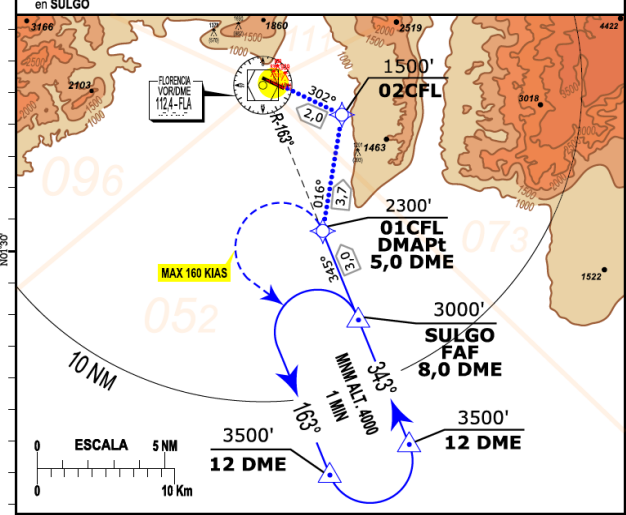 en SULGO
3166
1860
1000
2519
4422
2103
1000
FLORENCIA
VOR/DME
112,4 - FLA
302°
2,0
1500'
02CFL
3018
1463
R-163°
096
016°
3,7
2300'
01CFL
DMAPt
5,0 DME
073
N01°30'
345°
3,0
MAX 160 KIAS
1522
052
3000'
SULGO
FAF
8,0 DME
10 NM
MNM ALT. 4000
1 MIN
343°
163°
3500'
12 DME
3500'
12 DME
0 ESCALA 5 NM
0 10 Km